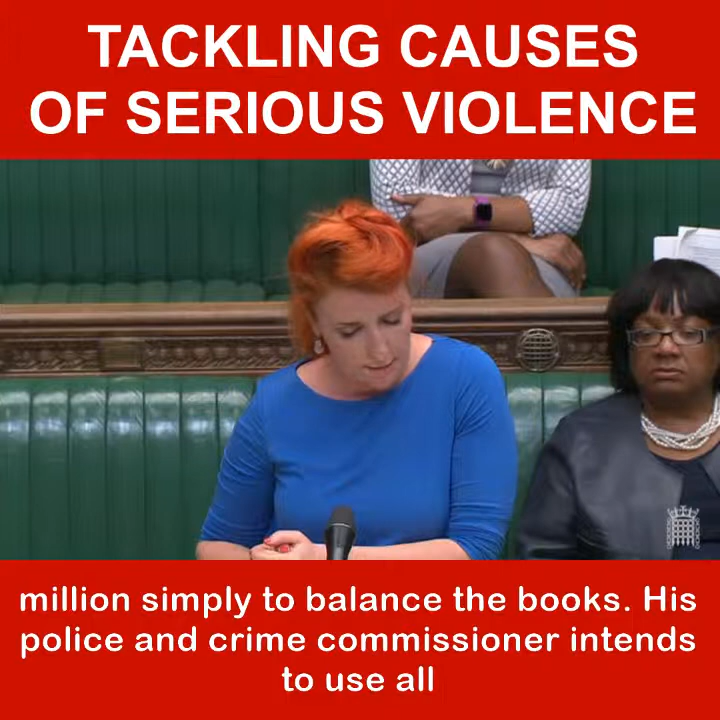 TACKLING CAUSES
OF SERIOUS VIOLENCE
million simply to balance the books. His
police and crime commissioner intends
to use all